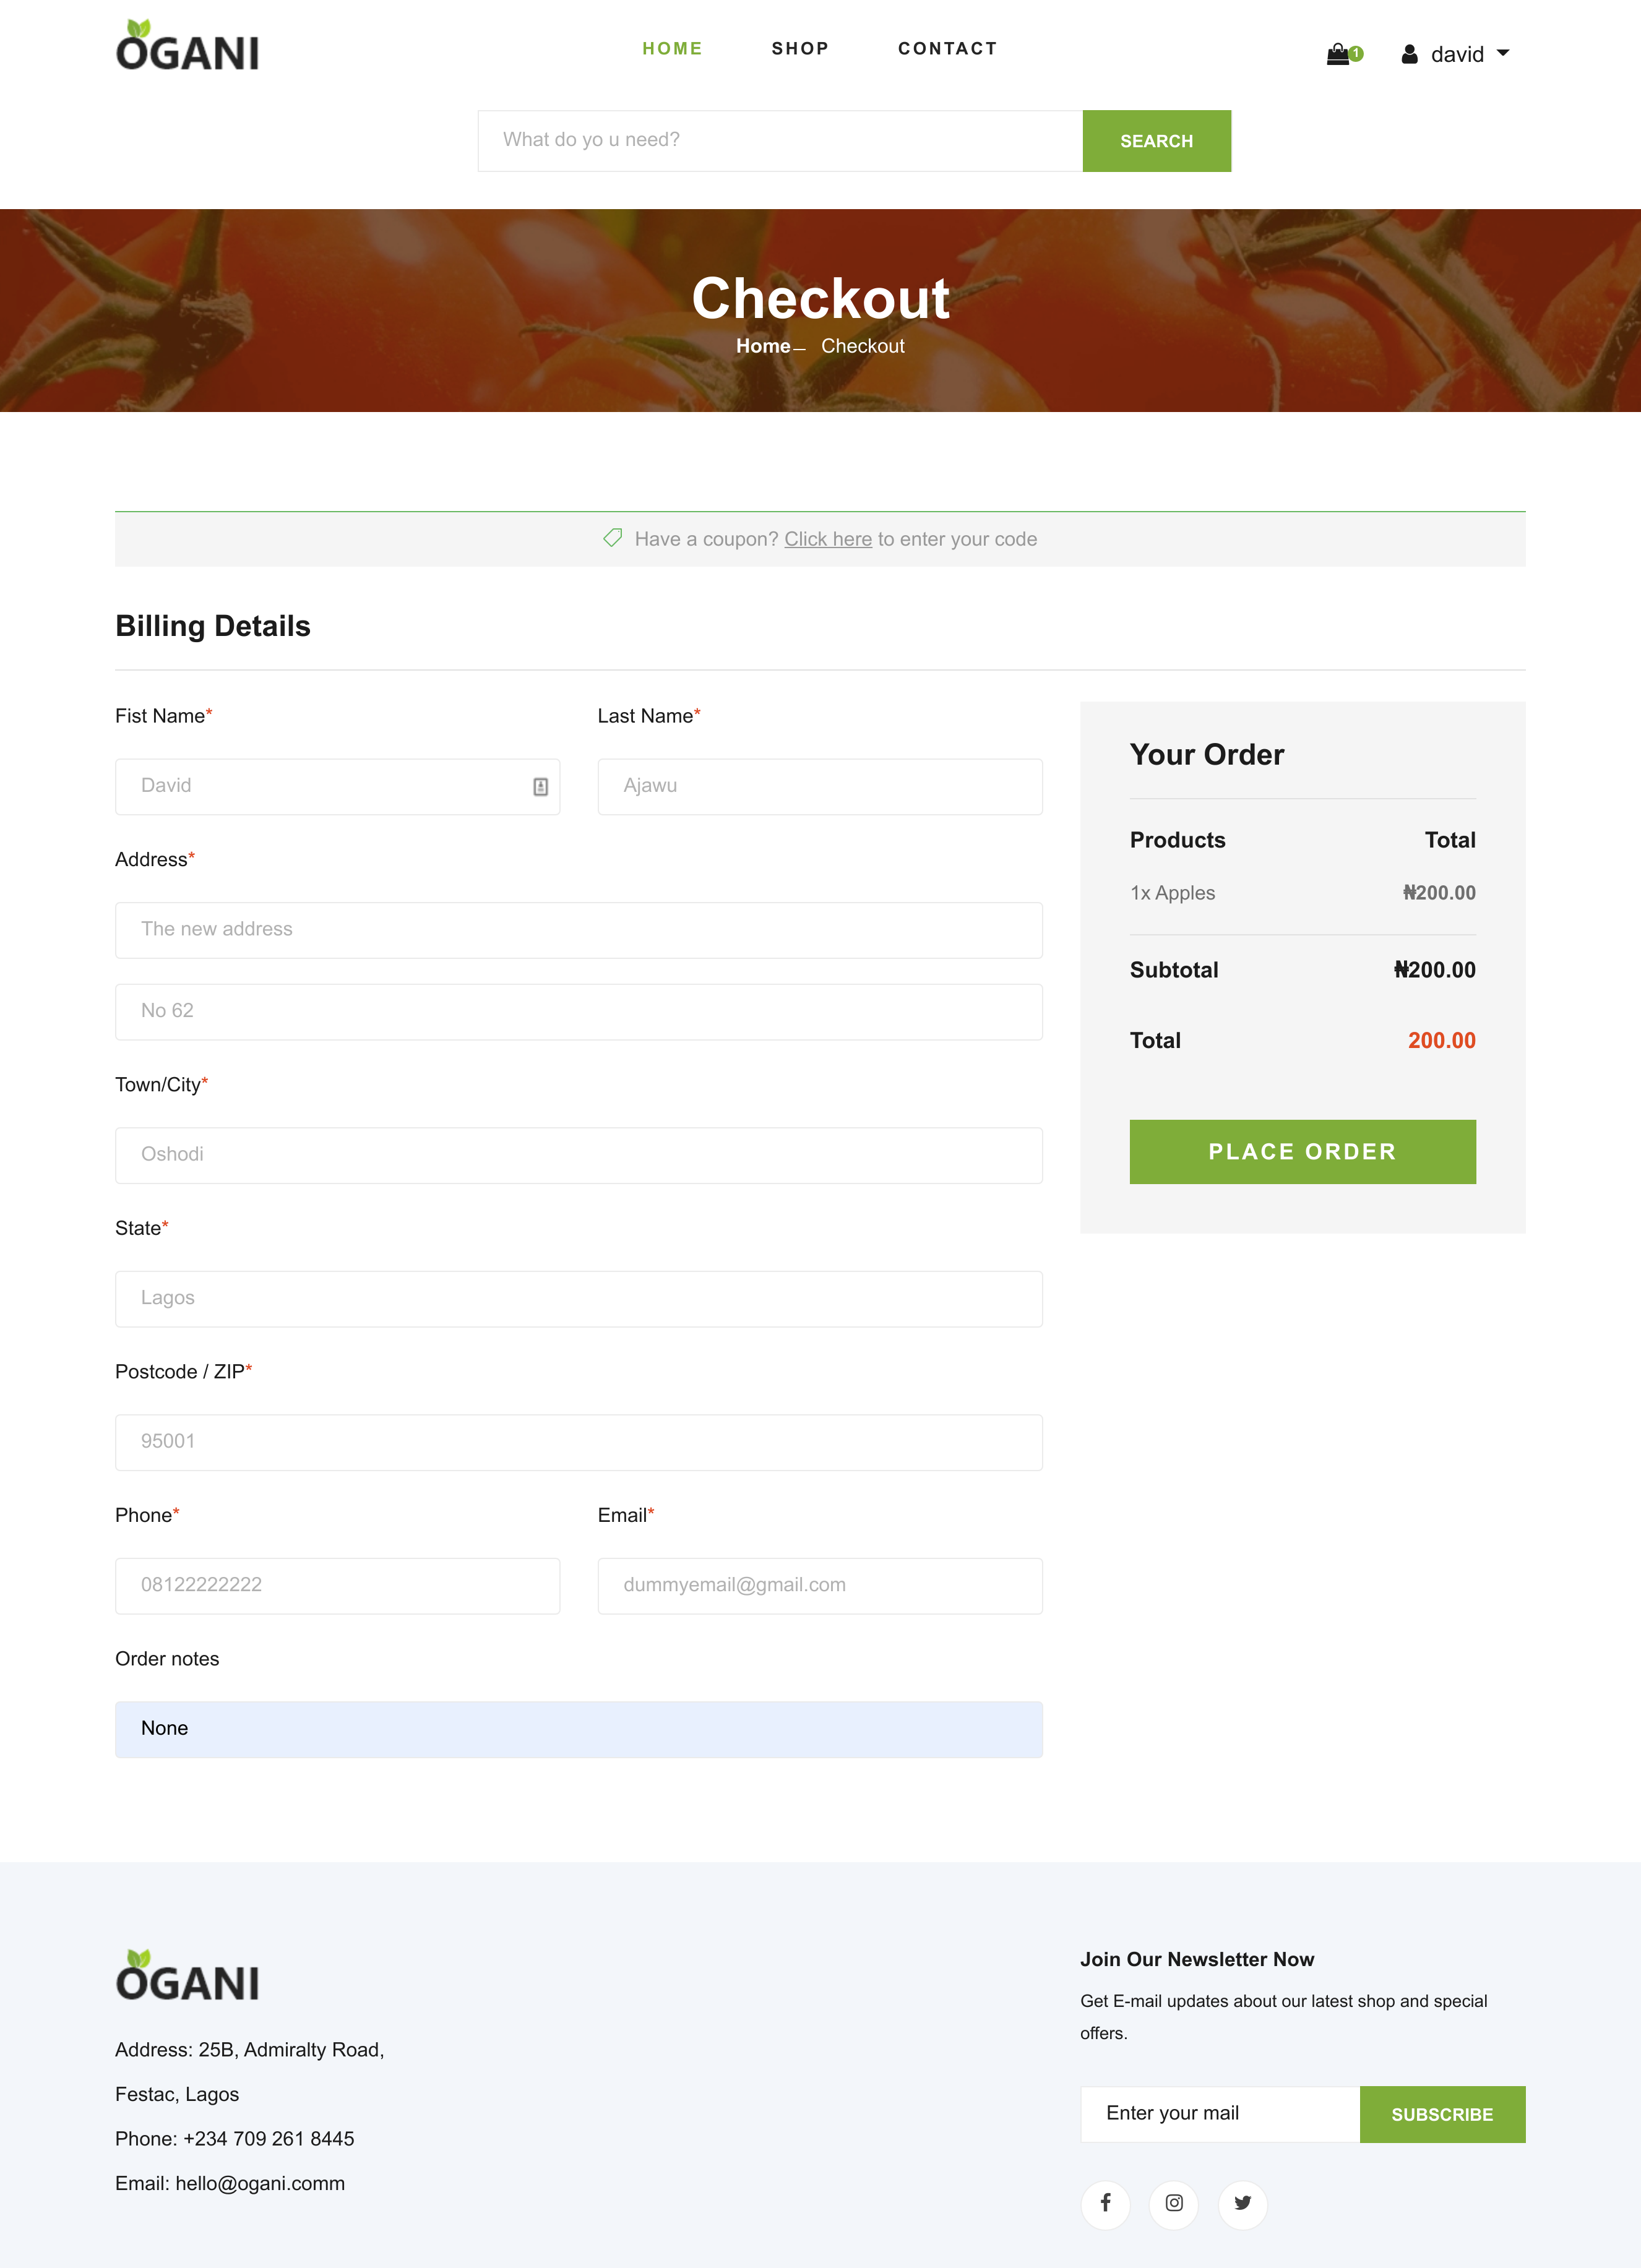 OGANI
HOME SHOP CONTACT
1 david
What do yo u need? SEARCH
Checkout
Home – Checkout
Have a coupon? Click here to enter your code
Billing Details
Fist Name* Last Name*
David Ajawu
Address*
The new address
No 62
Town/City*
Oshodi
State*
Lagos
Postcode / ZIP*
95001
Phone* Email*
08122222222 dummyemail@gmail.com
Order notes
None
Your Order
Products Total
1x Apples ₦200.00
Subtotal ₦200.00
Total 200.00
PLACE ORDER
OGANI
Address: 25B, Admiralty Road,
Festac, Lagos
Phone: +234 709 261 8445
Email: hello@ogani.comm
Join Our Newsletter Now
Get E-mail updates about our latest shop and special
offers.
Enter your mail SUBSCRIBE